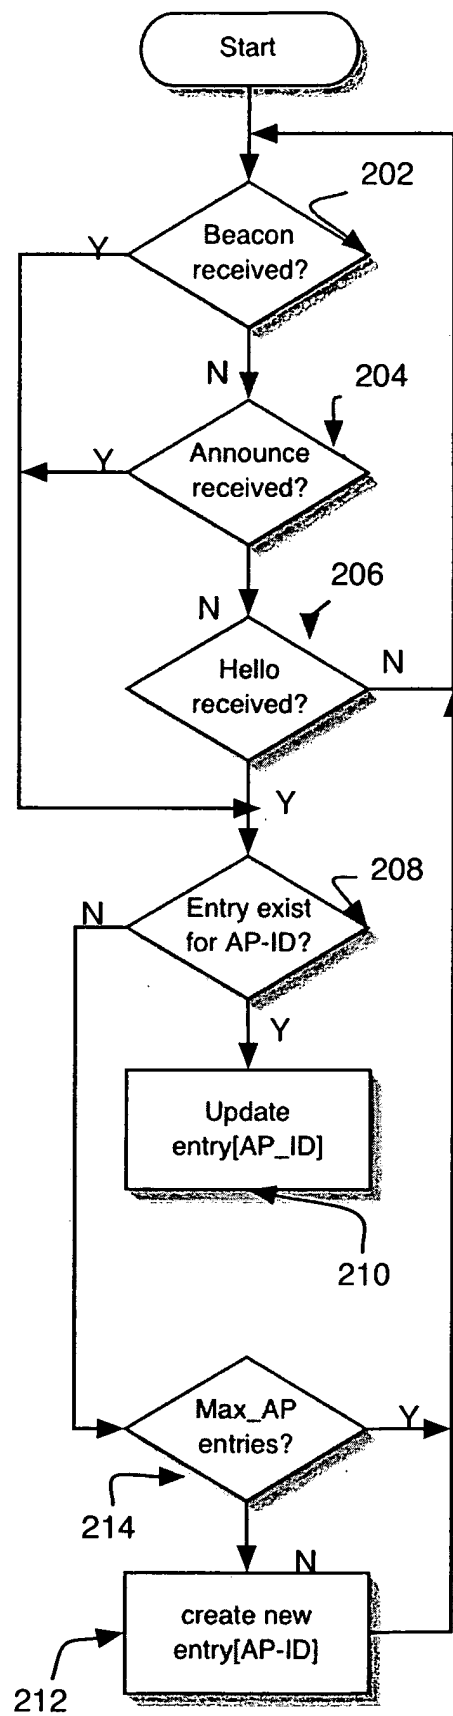 Start
202
Beacon
received?
Y
N
204
Announce
received?
Y
N
206
Hello
received?
N
Y
208
Entry exist
for AP-ID?
N
Y
Update
entry[AP_ID]
210
Max_AP
entries?
Y
214
N
create new
entry[AP-ID]
212